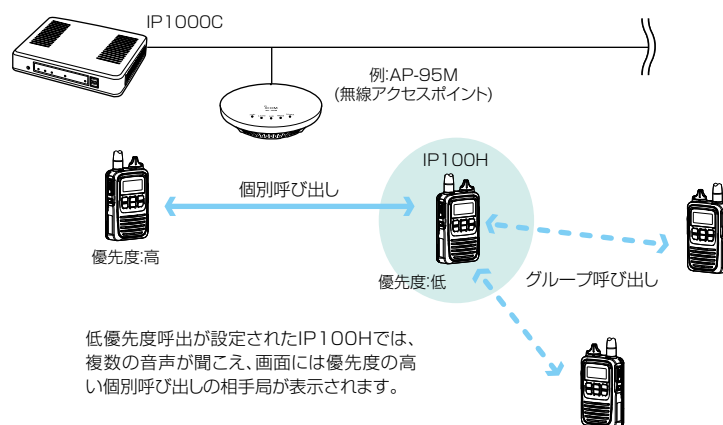 IP1000C
例:AP-95M
(無線アクセスポイント)
IP100H
個別呼び出し
優先度:高
優先度:低
グループ呼び出し
低優先度呼出が設定されたIP100Hでは、
複数の音声が聞こえ、画面には優先度の高
い個別呼び出しの相手局が表示されます。